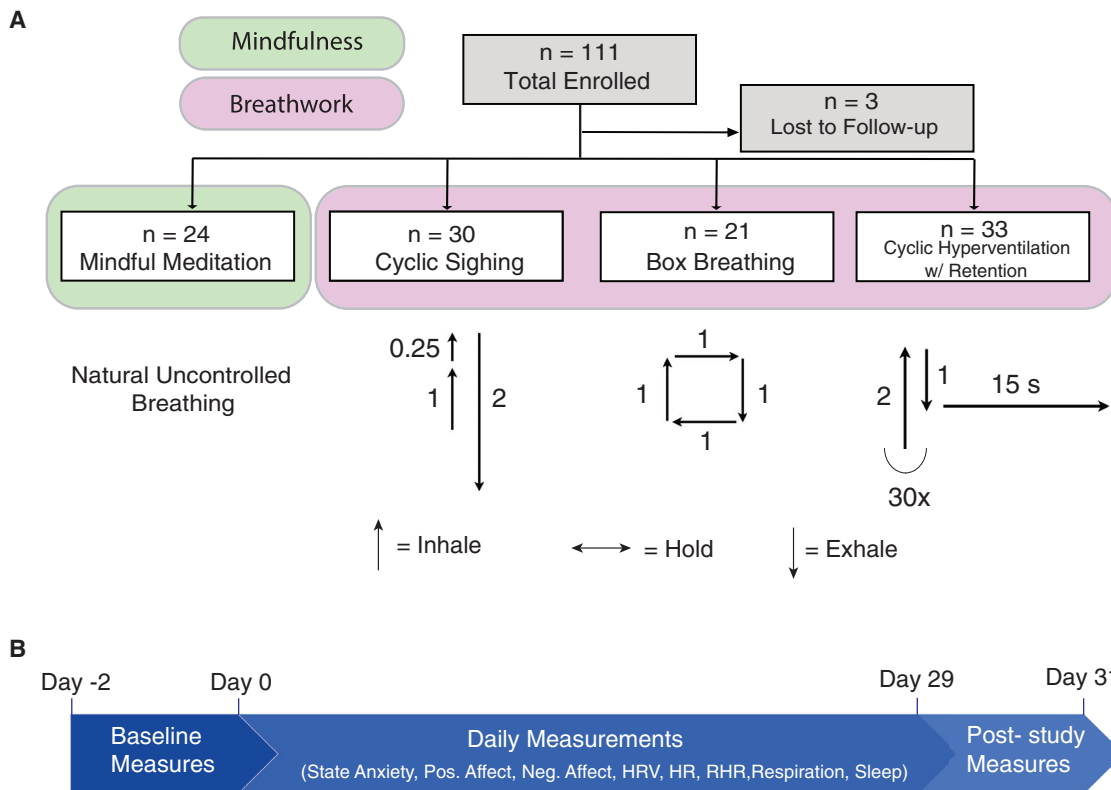 A
Mindfulness
Breathwork
n = 111
Total Enrolled
n = 3
Lost to Follow-up
n = 24
Mindful Meditation
n = 30
Cyclic Sighing
n = 21
Box Breathing
n = 33
Cyclic Hyperventilation
w/ Retention
Natural Uncontrolled
Breathing
0.25
1
2
1
1
1
1
2
1
15 s
30x
= Inhale
= Hold
= Exhale
B
Day -2
Day 0
Day 29
Day 31
Baseline
Measures
Daily Measurements
(State Anxiety, Pos. Affect, Neg. Affect, HRV, HR, RHR,Respiration, Sleep)
Post- study
Measures